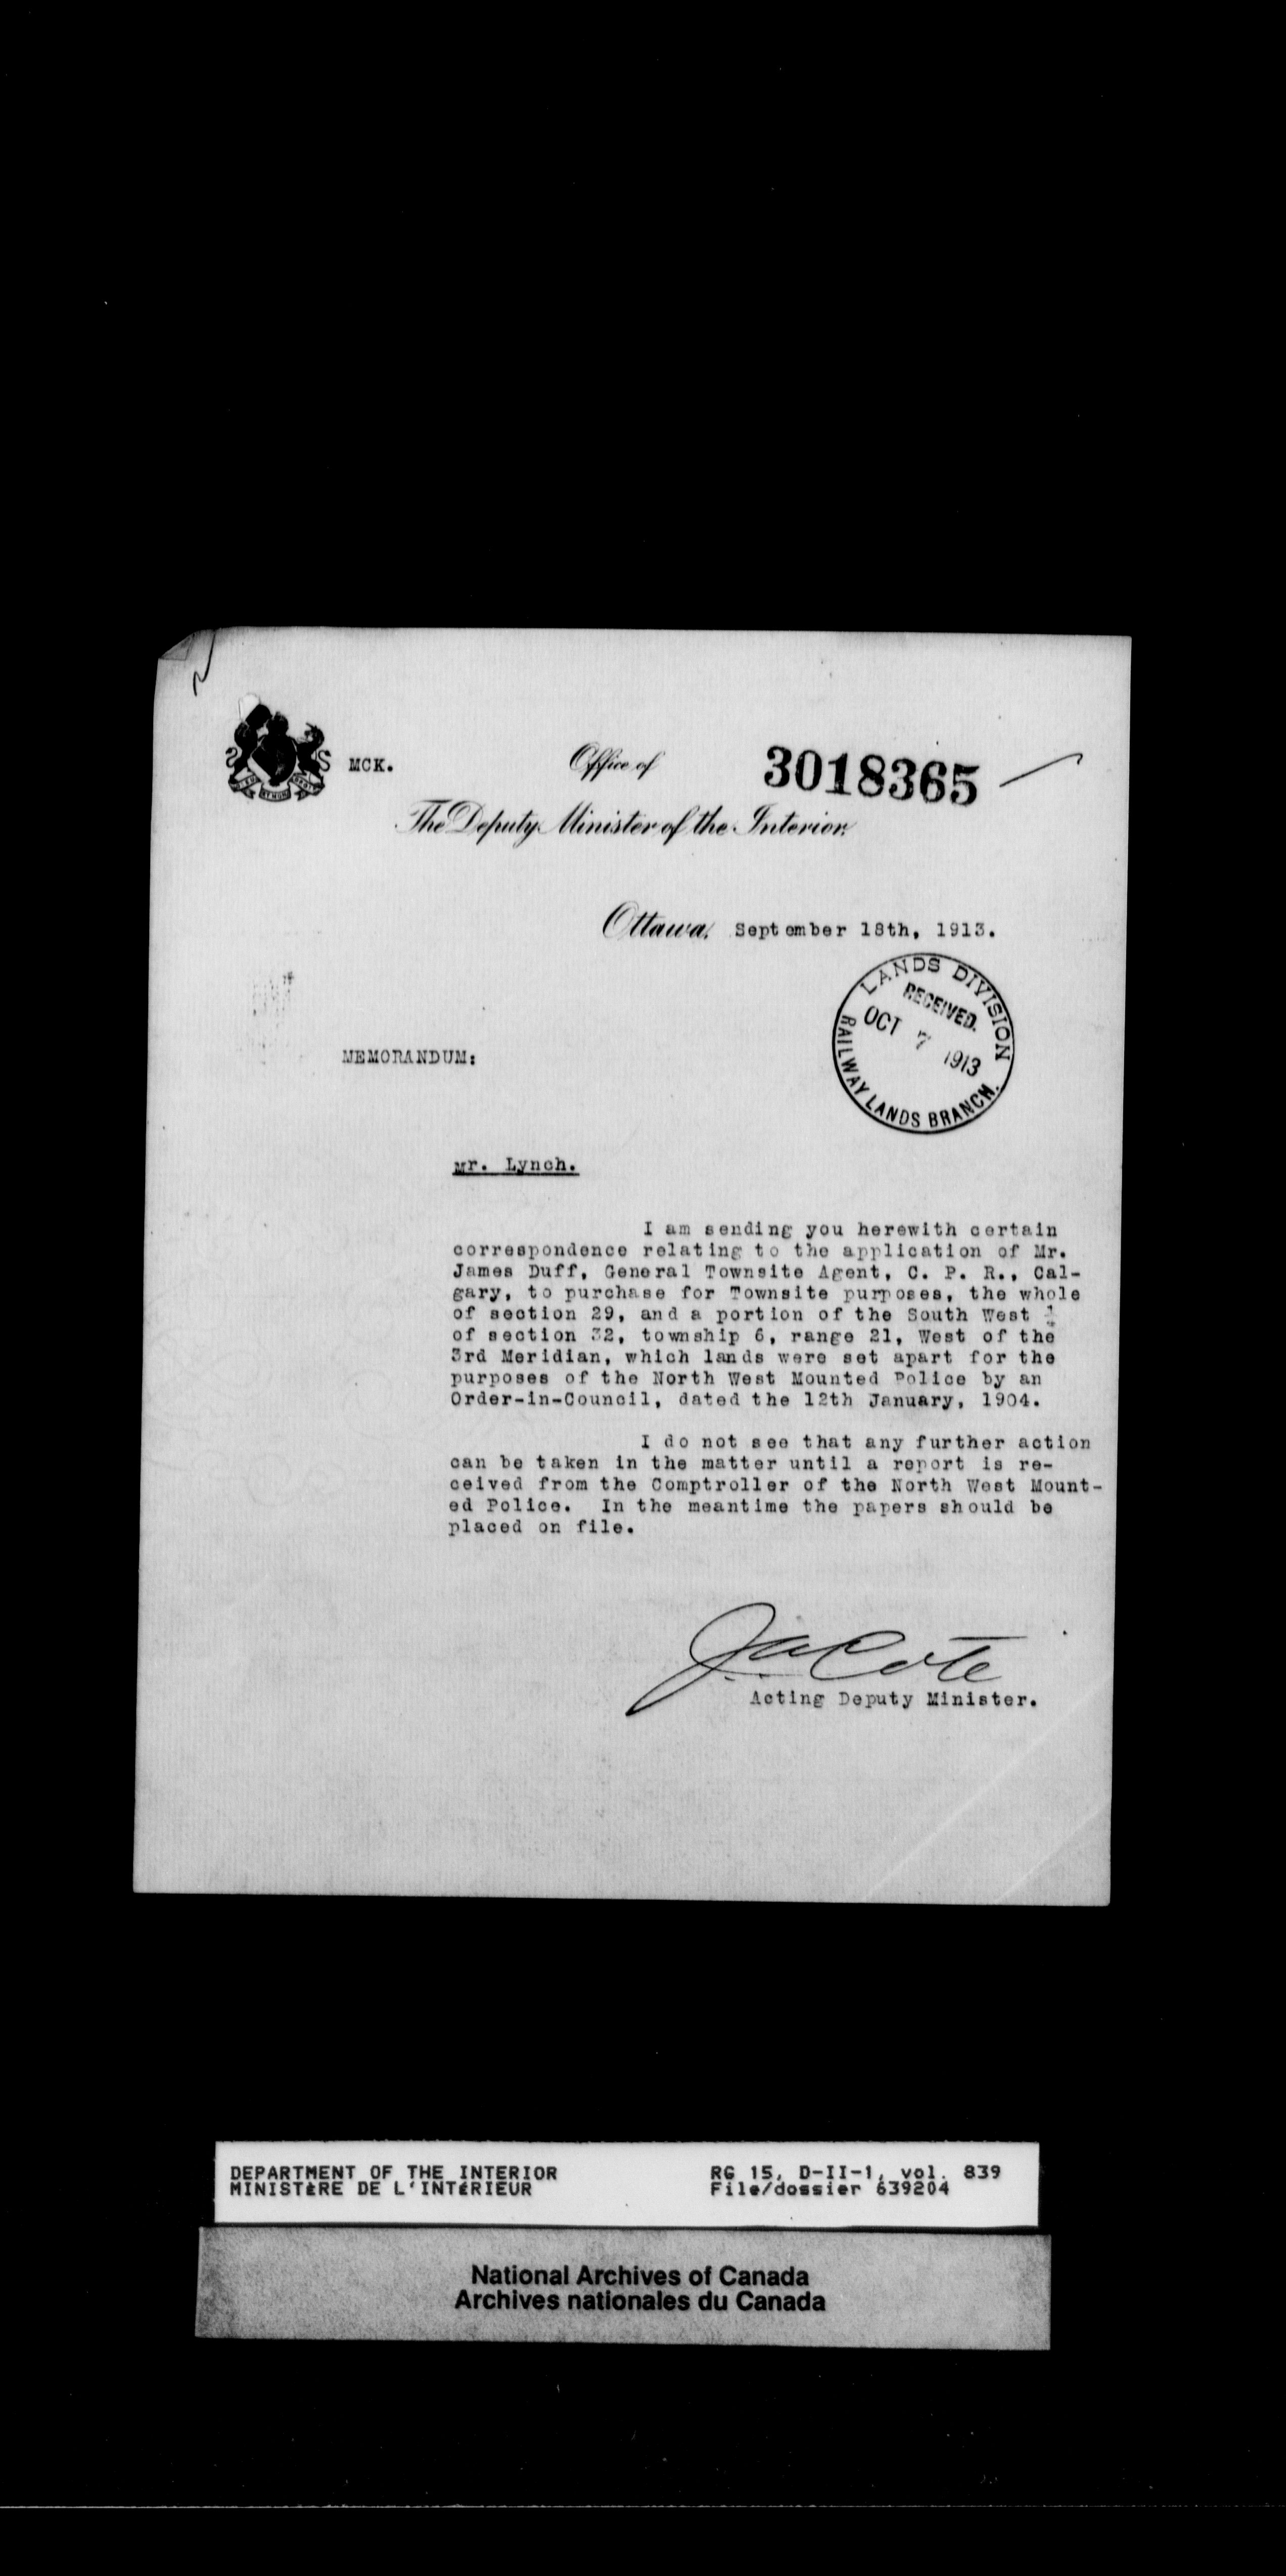 MCK.
Office of
3018365
The Deputy Minister of the Interior.
Ottawa, September 18th, 1913.
LANDS DIVISION
RECEIVED.
OCT 7 1913
RAILWAY LANDS BRANCH.
MEMORANDUM:
Mr. Lynch.
I am sending you herewith certain
correspondence relating to the application of Mr.
James Duff, General Townsite Agent, C. P. R., Cal-
gary, to purchase for Townsite purposes, the whole
of section 29, and a portion of the South West ¼
of section 32, township 6, range 21, West of the
3rd Meridian, which lands were set apart for the
purposes of the North West Mounted Police by an
Order-in-Council, dated the 12th January, 1904.
I do not see that any further action
can be taken in the matter until a report is re-
ceived from the Comptroller of the North West Mount-
ed Police. In the meantime the papers should be
placed on file.
JA Cote
Acting Deputy Minister.
DEPARTMENT OF THE INTERIOR RG 15, D-II-1, vol. 839
MINISTÈRE DE L'INTÉRIEUR File/dossier 639204
National Archives of Canada
Archives nationales du Canada